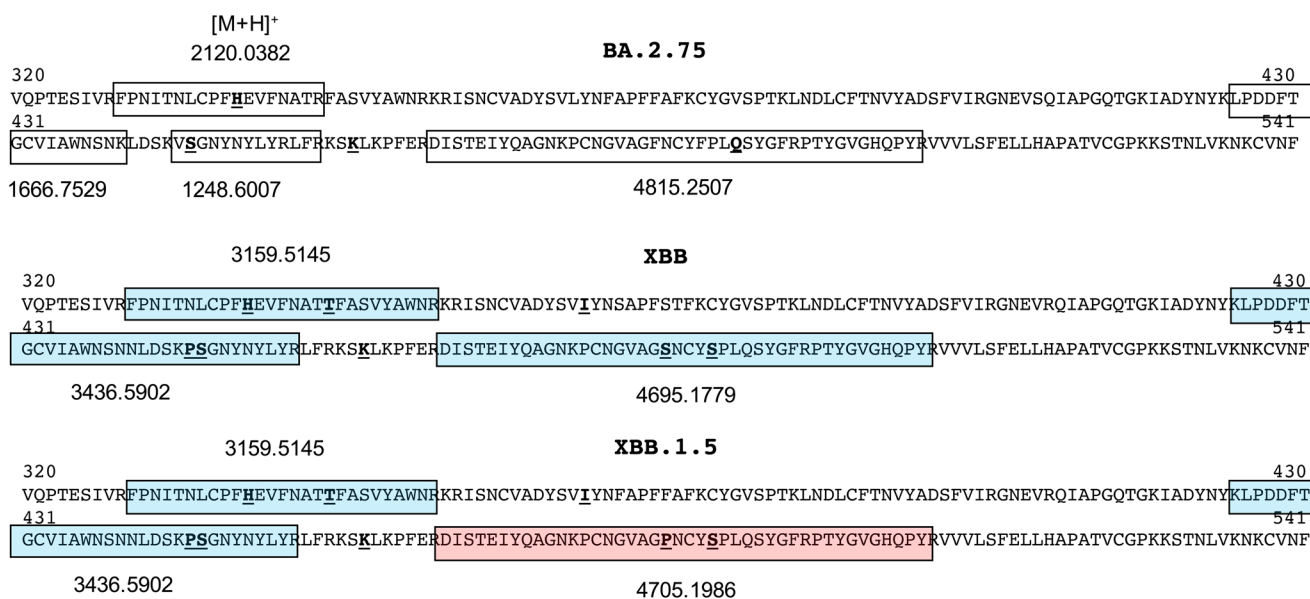 [M+H]+
2120.0382
BA.2.75
320 430
VQPTESIVRFPNITNLCPFHEVFNATRFASVYAWNRKRISNCVADYSVLYNFAPFFAFKCYGVSPTKLNDLCFTNVYADSFVIRGNEVSQIAPGQTGKIADYNYKLPDDFT
431 541
GCVIAWNSNKLDSKVSGNYNYLYRLFRKSKLKPFERDISTEIYQAGNKPCNGVAGFNCYFPLQSYGFRPTYGVGHQPYRVVVLSFELLHAPATVCGPKKSTNLVKNKCVNF
1666.7529 1248.6007 4815.2507
3159.5145 XBB
320 430
VQPTESIVRFPNITNLCPFHEVFNATTFASVYAWNRKRISNCVADYSVIYNSAPFSTFKCYGVSPTKLNDLCFTNVYADSFVIRGNEVRQIAPGQTGKIADYNYKLPDDFT
431 541
GCVIAWNSNNLDSKPSGNYNYLYRLFRKSKLKPFERDISTEIYQAGNKPCNGVAGSNCYSPLQSYGFRPTYGVGHQPYRVVVLSFELLHAPATVCGPKKSTNLVKNKCVNF
3436.5902 4695.1779
3159.5145 XBB.1.5
320 430
VQPTESIVRFPNITNLCPFHEVFNATTFASVYAWNRKRISNCVADYSVIYNFAPFFAFKCYGVSPTKLNDLCFTNVYADSFVIRGNEVRQIAPGQTGKIADYNYKLPDDFT
431 541
GCVIAWNSNNLDSKPSGNYNYLYRLFRKSKLKPFERDISTEIYQAGNKPCNGVAGPNCYSPLQSYGFRPTYGVGHQPYRVVVLSFELLHAPATVCGPKKSTNLVKNKCVNF
3436.5902 4705.1986